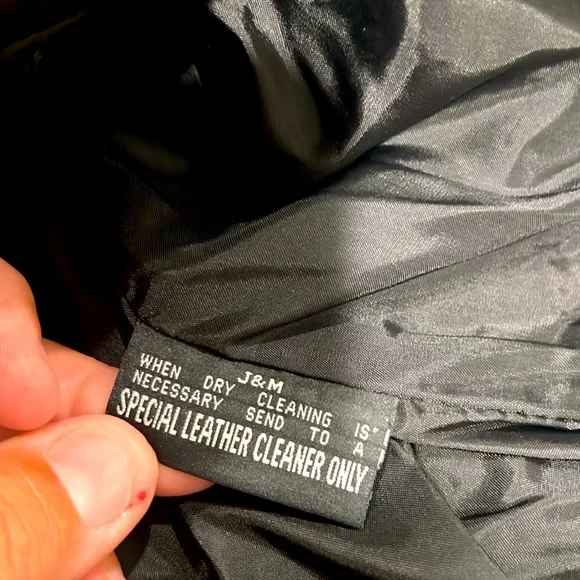 J&M
WHEN DRY CLEANING IS
NECESSARY SEND TO A
SPECIAL LEATHER CLEANER ONLY